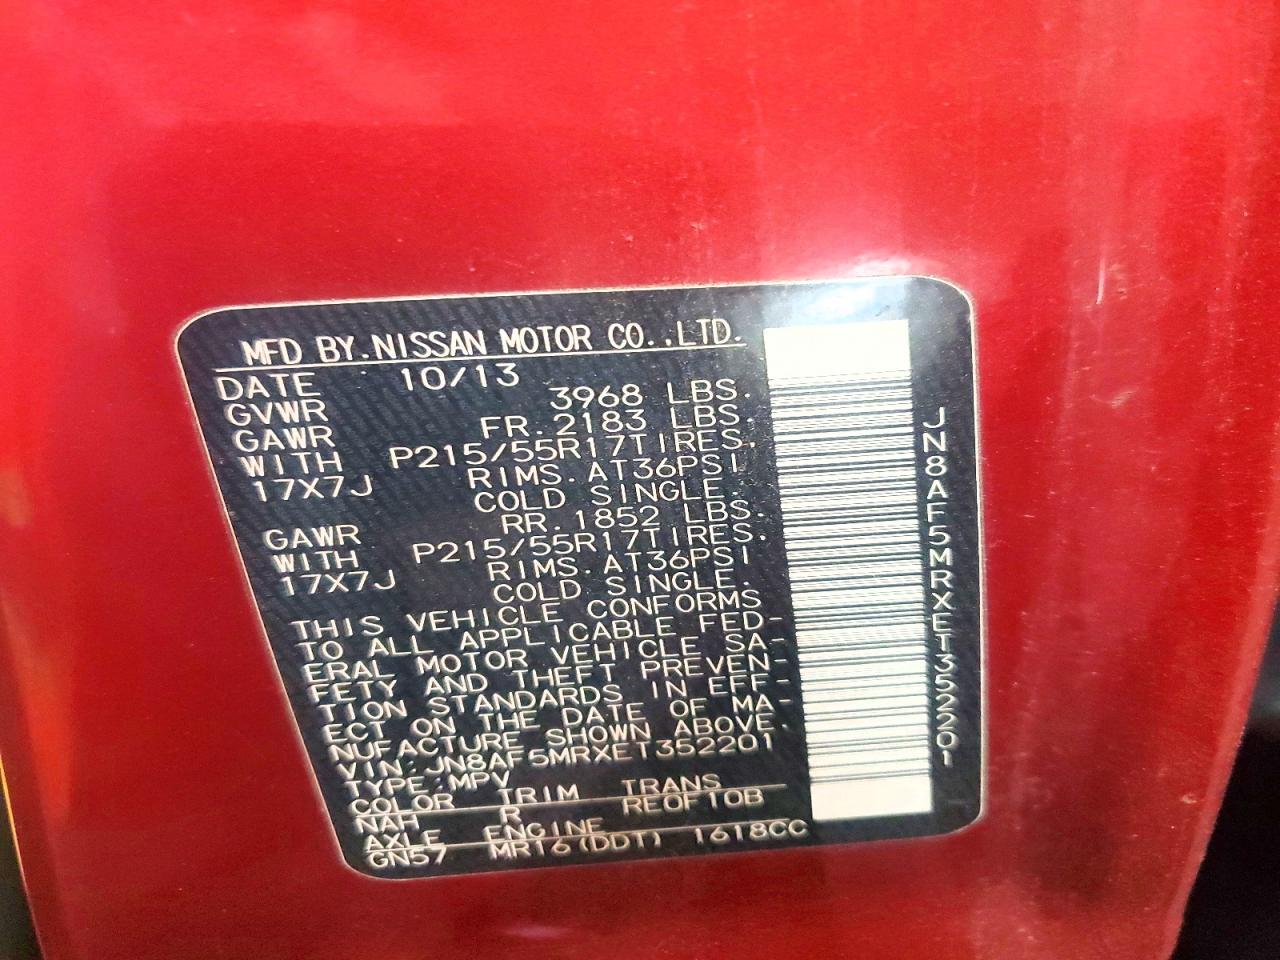 MFD BY.NISSAN MOTOR CO.,LTD.
DATE 10/13
GVWR 3968 LBS.
GAWR FR. 2183 LBS.
WITH P215/55R17TIRES.
17X7J RIMS. AT36PSI
COLD SINGLE.
GAWR RR. 1852 LBS.
WITH P215/55R17TIRES.
17X7J RIMS. AT36PSI
COLD SINGLE.
THIS VEHICLE CONFORMS
TO ALL APPLICABLE FED-
ERAL MOTOR VEHICLE SA-
FETY AND THEFT PREVEN-
TION STANDARDS IN EFF-
ECT ON THE DATE OF MA-
NUFACTURE SHOWN ABOVE.
VIN:JN8AF5MRXET352201
TYPE:MPV
COLOR TRIM TRANS
NAH R RE0F10B
AXLE ENGINE
GN57 MR16(DDT) 1618CC
JN8AF5MRXET352201